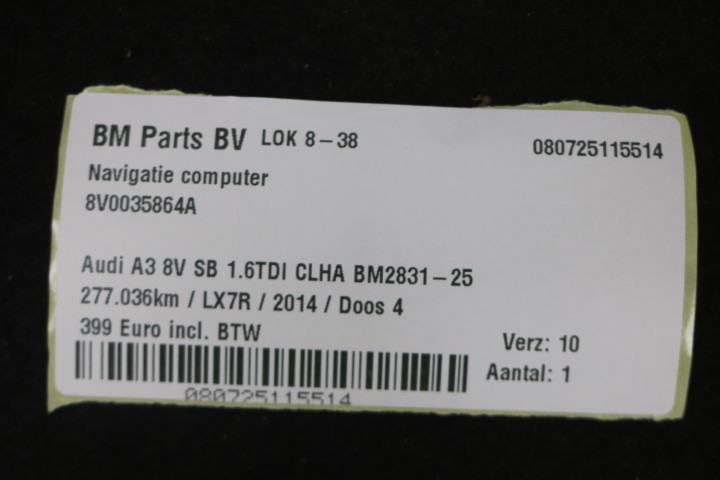 BM Parts BV LOK 8-38 080725115514
Navigatie computer
8V0035864A
Audi A3 8V SB 1.6TDI CLHA BM2831-25
277.036km / LX7R / 2014 / Doos 4
399 Euro incl. BTW
Verz: 10
Aantal: 1
080725115514